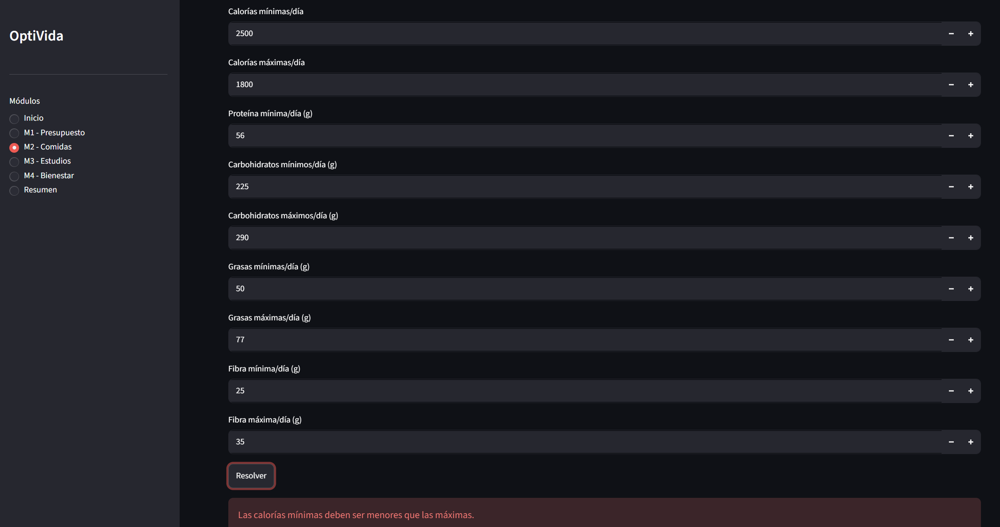 OptiVida
Módulos
Inicio
M1 - Presupuesto
M2 - Comidas
M3 - Estudios
M4 - Bienestar
Resumen
Calorías mínimas/día
2500
Calorías máximas/día
1800
Proteína mínima/día (g)
56
Carbohidratos mínimos/día (g)
225
Carbohidratos máximos/día (g)
290
Grasas mínimas/día (g)
50
Grasas máximas/día (g)
77
Fibra mínima/día (g)
25
Fibra máxima/día (g)
35
Resolver
Las calorías mínimas deben ser menores que las máximas.